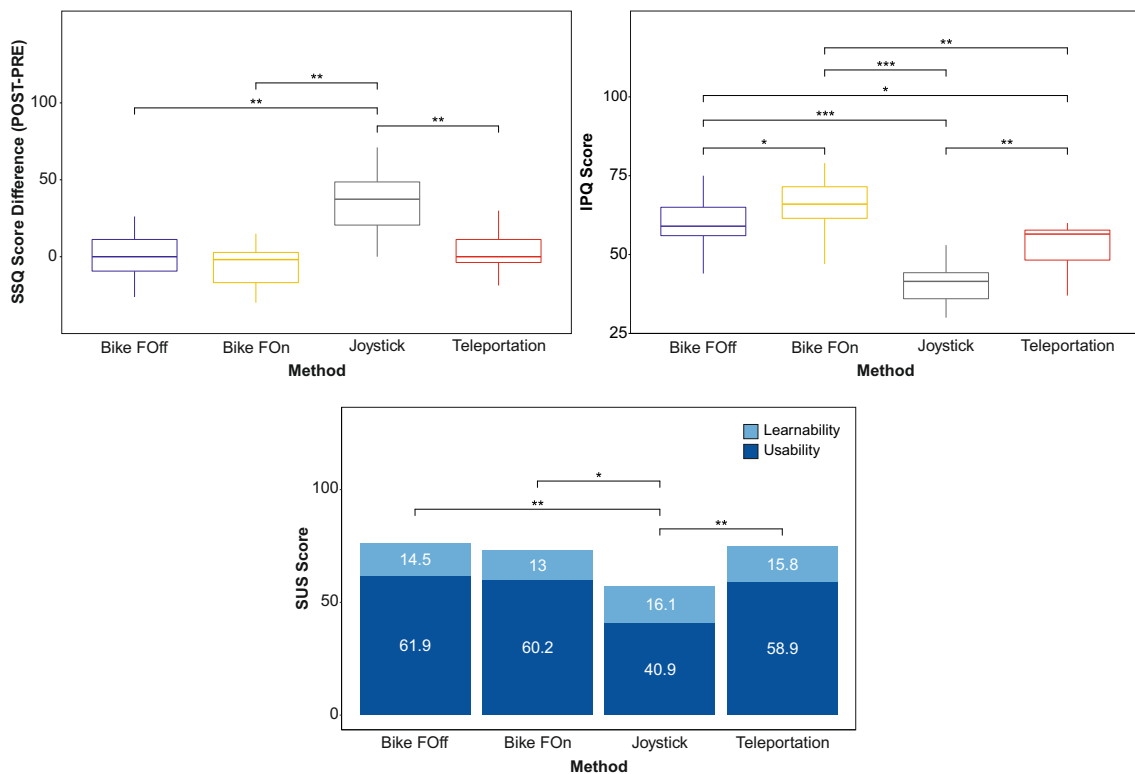 SSQ Score Difference (POST-PRE)
100
50
0
**
**
**
Bike FOff
Bike FOn
Joystick
Teleportation
Method
IPQ Score
100
75
50
25
**
***
*
***
*
**
Bike FOff
Bike FOn
Joystick
Teleportation
Method
SUS Score
100
50
0
Learnability
Usability
*
**
**
14.5
13
16.1
15.8
61.9
60.2
40.9
58.9
Bike FOff
Bike FOn
Joystick
Teleportation
Method